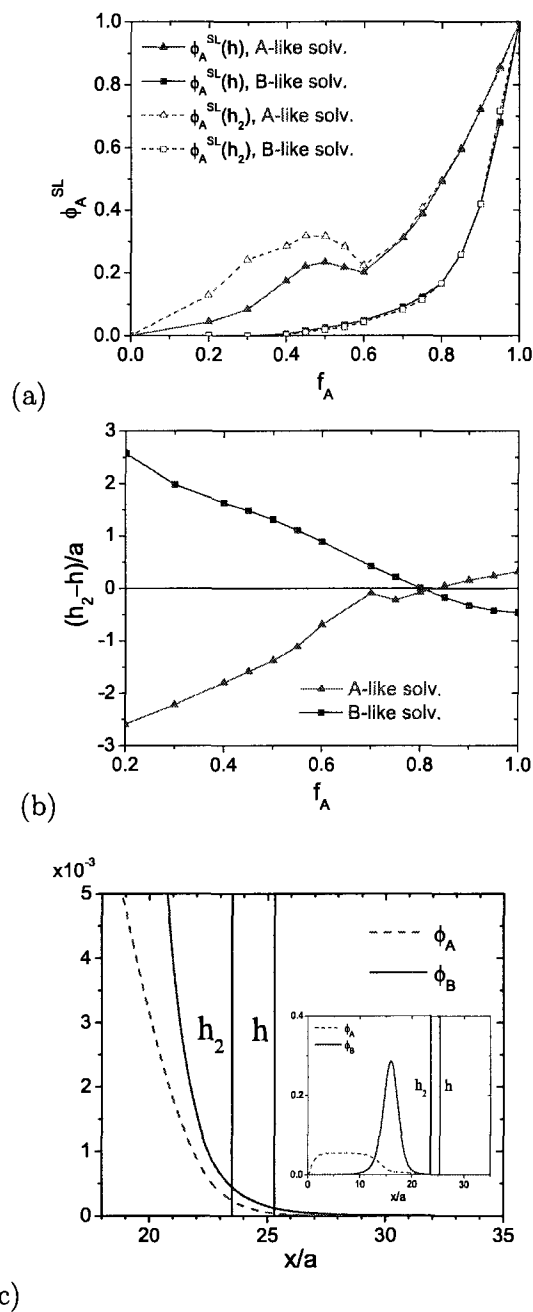 ϕ_A^SL(h), A-like solv.
ϕ_A^SL(h), B-like solv.
ϕ_A^SL(h_2), A-like solv.
ϕ_A^SL(h_2), B-like solv.
ϕ_A^SL
1.0
0.8
0.6
0.4
0.2
0.0
0.0 0.2 0.4 0.6 0.8 1.0
f_A
(a)
(h_2-h)/a
3
2
1
0
-1
-2
-3
A-like solv.
B-like solv.
0.2 0.4 0.6 0.8 1.0
f_A
(b)
x10^-3
5
4
3
2
1
0
ϕ_A
ϕ_B
h_2 h
0.4
0.2
0.0
ϕ_A
ϕ_B
h_2 h
0 10 20 30
x/a
20 25 30 35
x/a
c)